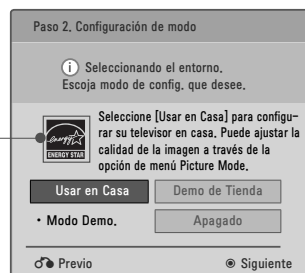 Paso 2. Configuración de modo
i Seleccionando el entorno.
Escoja modo de config. que desee.
energy
ENERGY STAR
Seleccione [Usar en Casa] para configu-
rar su televisor en casa. Puede ajustar la
calidad de la imagen a través de la
opción de menú Picture Mode.
Usar en Casa Demo de Tienda
• Modo Demo. Apagado
Previo Siguiente